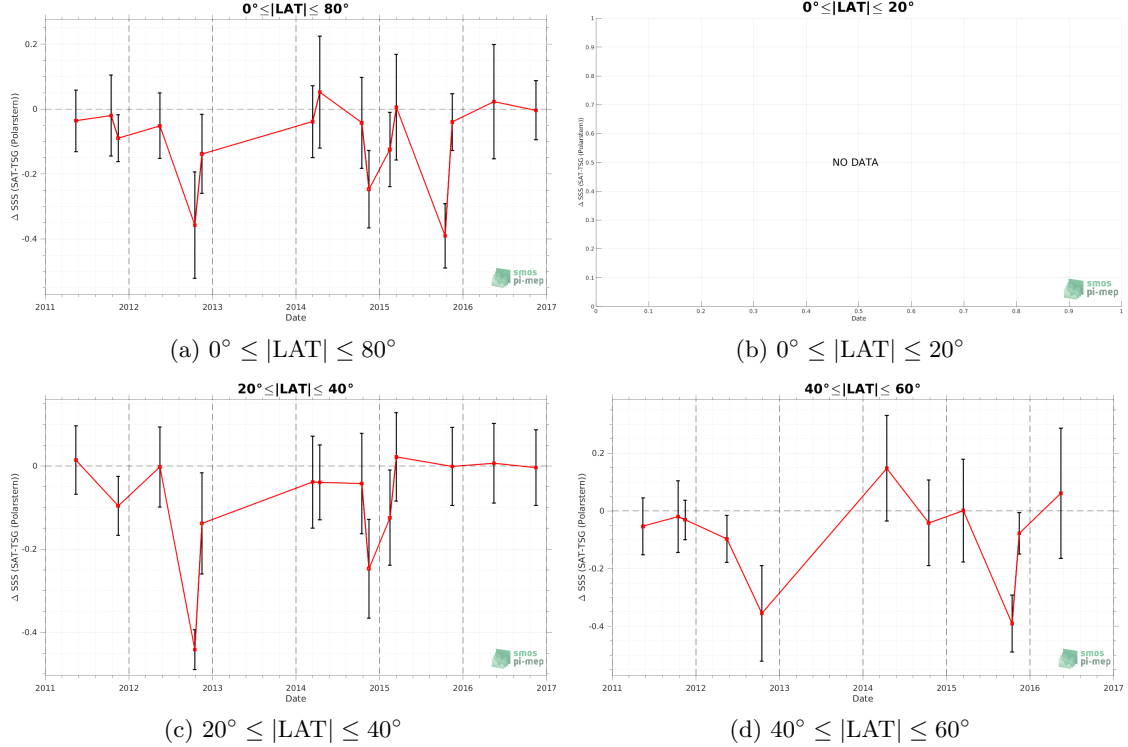 0°≤|LAT|≤ 80°
Δ SSS (SAT-TSG (Polarstern))
0.2
0
-0.2
-0.4
smos
pi-mep
2011 2012 2013 2014 2015 2016 2017
Date
(a) 0° ≤ |LAT| ≤ 80°
0°≤|LAT|≤ 20°
Δ SSS (SAT-TSG (Polarstern))
1
0.9
0.8
0.7
0.6
0.5
0.4
0.3
0.2
0.1
0
NO DATA
smos
pi-mep
0 0.1 0.2 0.3 0.4 0.5 0.6 0.7 0.8 0.9 1
Date
(b) 0° ≤ |LAT| ≤ 20°
20°≤|LAT|≤ 40°
Δ SSS (SAT-TSG (Polarstern))
0
-0.2
-0.4
smos
pi-mep
2011 2012 2013 2014 2015 2016 2017
Date
(c) 20° ≤ |LAT| ≤ 40°
40°≤|LAT|≤ 60°
Δ SSS (SAT-TSG (Polarstern))
0.2
0
-0.2
-0.4
smos
pi-mep
2011 2012 2013 2014 2015 2016 2017
Date
(d) 40° ≤ |LAT| ≤ 60°